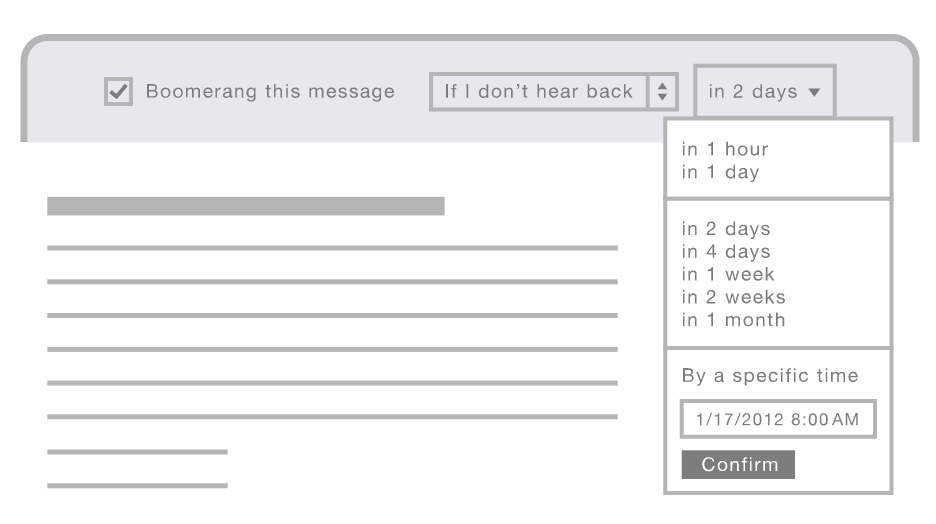 Boomerang this message
If I don't hear back
in 2 days
in 1 hour
in 1 day
in 2 days
in 4 days
in 1 week
in 2 weeks
in 1 month
By a specific time
1/17/2012 8:00 AM
Confirm